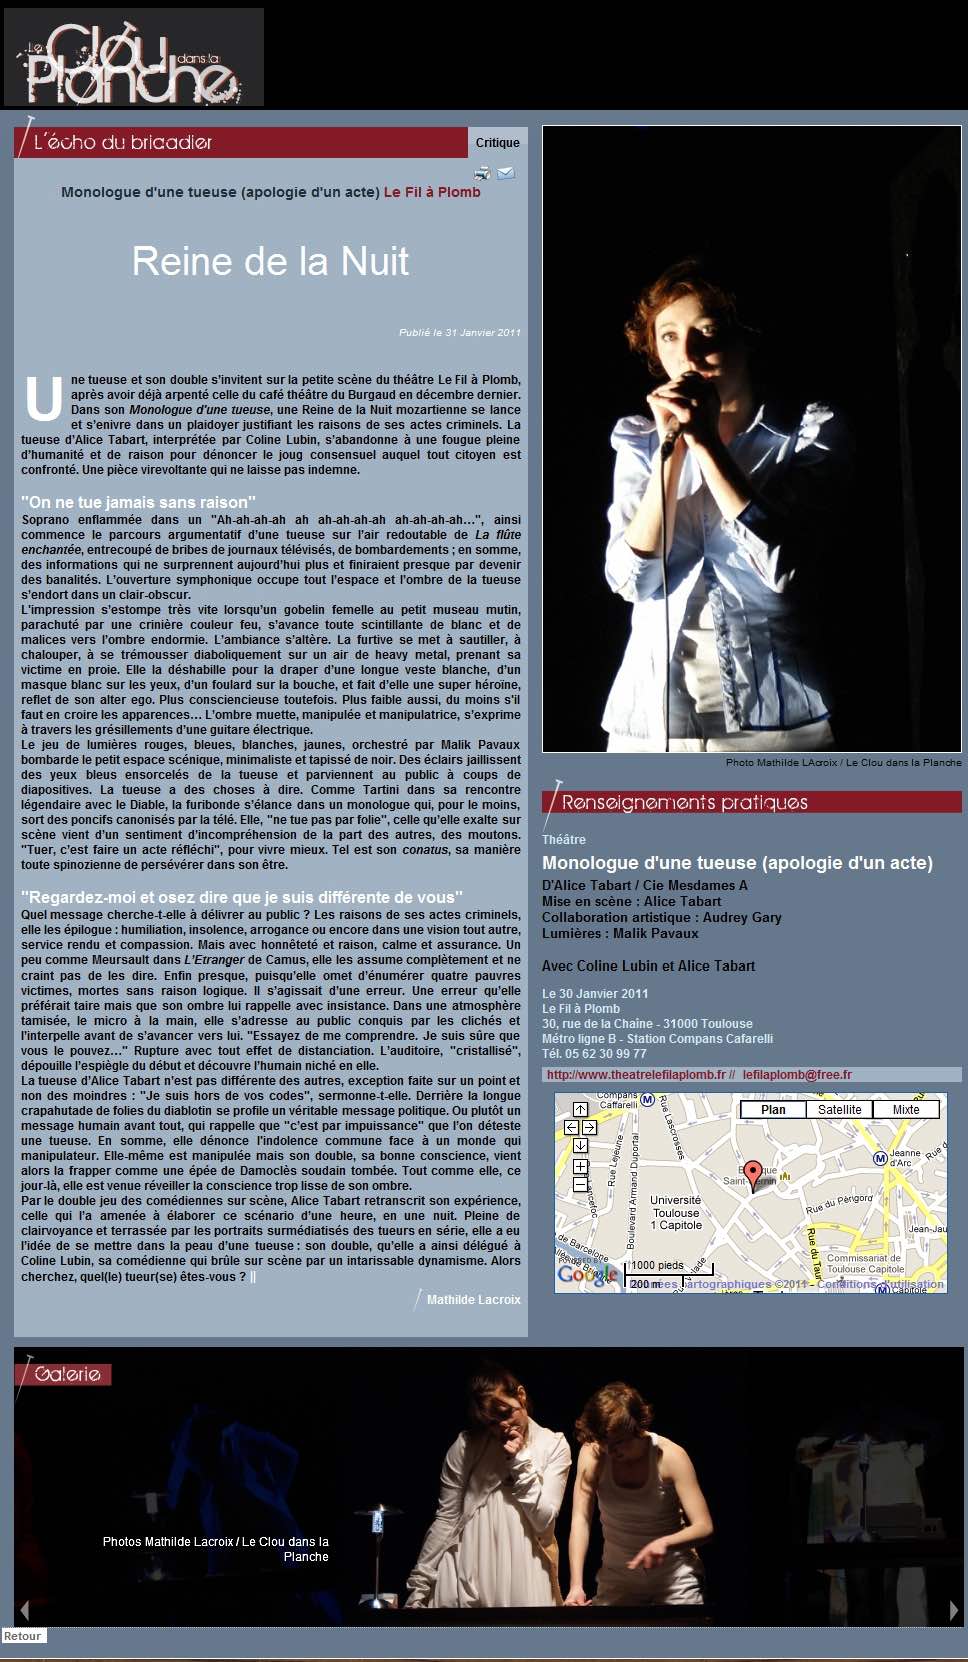 Le Clou dans la Planche
L'écho du brigadier
Critique
Monologue d'une tueuse (apologie d'un acte) Le Fil à Plomb
Reine de la Nuit
Publié le 31 Janvier 2011
Une tueuse et son double s'invitent sur la petite scène du théâtre Le Fil à Plomb,
après avoir déjà arpenté celle du café théâtre du Burgaud en décembre dernier.
Dans son Monologue d'une tueuse, une Reine de la Nuit mozartienne se lance
et s'enivre dans un plaidoyer justifiant les raisons de ses actes criminels. La
tueuse d'Alice Tabart, interprétée par Coline Lubin, s'abandonne à une fougue pleine
d'humanité et de raison pour dénoncer le joug consensuel auquel tout citoyen est
confronté. Une pièce virevoltante qui ne laisse pas indemne.
"On ne tue jamais sans raison"
Soprano enflammée dans un "Ah-ah-ah-ah ah ah-ah-ah-ah ah-ah-ah-ah…", ainsi
commence le parcours argumentatif d'une tueuse sur l'air redoutable de La flûte
enchantée, entrecoupé de bribes de journaux télévisés, de bombardements ; en somme,
des informations qui ne surprennent aujourd'hui plus et finiraient presque par devenir
des banalités. L'ouverture symphonique occupe tout l'espace et l'ombre de la tueuse
s'endort dans un clair-obscur.
L'impression s'estompe très vite lorsqu'un gobelin femelle au petit museau mutin,
parachuté par une crinière couleur feu, s'avance toute scintillante de blanc et de
malices vers l'ombre endormie. L'ambiance s'altère. La furtive se met à sautiller, à
chalouper, à se trémousser diaboliquement sur un air de heavy metal, prenant sa
victime en proie. Elle la déshabille pour la draper d'une longue veste blanche, d'un
masque blanc sur les yeux, d'un foulard sur la bouche, et fait d'elle une super héroïne,
reflet de son alter ego. Plus consciencieuse toutefois. Plus faible aussi, du moins s'il
faut en croire les apparences… L'ombre muette, manipulée et manipulatrice, s'exprime
à travers les grésillements d'une guitare électrique.
Le jeu de lumières rouges, bleues, blanches, jaunes, orchestré par Malik Pavaux
bombarde le petit espace scénique, minimaliste et tapissé de noir. Des éclairs jaillissent
des yeux bleus ensorcelés de la tueuse et parviennent au public à coups de
diapositives. La tueuse a des choses à dire. Comme Tartini dans sa rencontre
légendaire avec le Diable, la furibonde s'élance dans un monologue qui, pour le moins,
sort des poncifs canonisés par la télé. Elle, "ne tue pas par folie", celle qu'elle exalte sur
scène vient d'un sentiment d'incompréhension de la part des autres, des moutons.
"Tuer, c'est faire un acte réfléchi", pour vivre mieux. Tel est son conatus, sa manière
toute spinozienne de persévérer dans son être.
"Regardez-moi et osez dire que je suis différente de vous"
Quel message cherche-t-elle à délivrer au public ? Les raisons de ses actes criminels,
elle les épilogue : humiliation, insolence, arrogance ou encore dans une vision tout autre,
service rendu et compassion. Mais avec honnêteté et raison, calme et assurance. Un
peu comme Meursault dans L'Etranger de Camus, elle les assume complètement et ne
craint pas de les dire. Enfin presque, puisqu'elle omet d'énumérer quatre pauvres
victimes, mortes sans raison logique. Il s'agissait d'une erreur. Une erreur qu'elle
préférait taire mais que son ombre lui rappelle avec insistance. Dans une atmosphère
tamisée, le micro à la main, elle s'adresse au public conquis par les clichés et
l'interpelle avant de s'avancer vers lui. "Essayez de me comprendre. Je suis sûre que
vous le pouvez…" Rupture avec tout effet de distanciation. L'auditoire, "cristallisé",
dépouille l'espiègle du début et découvre l'humain niché en elle.
La tueuse d'Alice Tabart n'est pas différente des autres, exception faite sur un point et
non des moindres : "Je suis hors de vos codes", sermonne-t-elle. Derrière la longue
crapahutade de folies du diablotin se profile un véritable message politique. Ou plutôt un
message humain avant tout, qui rappelle que "c'est par impuissance" que l'on déteste
une tueuse. En somme, elle dénonce l'indolence commune face à un monde qui
manipulateur. Elle-même est manipulée mais son double, sa bonne conscience, vient
alors la frapper comme une épée de Damoclès soudain tombée. Tout comme elle, ce
jour-là, elle est venue réveiller la conscience trop lisse de son ombre.
Par le double jeu des comédiennes sur scène, Alice Tabart retranscrit son expérience,
celle qui l'a amenée à élaborer ce scénario d'une heure, en une nuit. Pleine de
clairvoyance et terrassée par les portraits surmédiatisés des tueurs en série, elle a eu
l'idée de se mettre dans la peau d'une tueuse : son double, qu'elle a ainsi délégué à
Coline Lubin, sa comédienne qui brûle sur scène par un intarissable dynamisme. Alors
cherchez, quel(le) tueur(se) êtes-vous ? ||
Mathilde Lacroix
Photo Mathilde LAcroix / Le Clou dans la Planche
Renseignements pratiques
Théâtre
Monologue d'une tueuse (apologie d'un acte)
D'Alice Tabart / Cie Mesdames A
Mise en scène : Alice Tabart
Collaboration artistique : Audrey Gary
Lumières : Malik Pavaux
Avec Coline Lubin et Alice Tabart
Le 30 Janvier 2011
Le Fil à Plomb
30, rue de la Chaîne - 31000 Toulouse
Métro ligne B - Station Compans Cafarelli
Tél. 05 62 30 99 77
http://www.theatrelefilaplomb.fr // lefilaplomb@free.fr
Compans
Caffarelli
Rue Lascrosses
Plan
Satellite
Mixte
Rue Lejeune
Boulevard Armand Duportal
Jeanne
d'Arc
Université
Toulouse
1 Capitole
Rue du Périgord
Rue du Taur
Jean-Jau
de Barcelone
Commissariat de
Toulouse Capitole
Google
1000 pieds
200 m
cartographiques ©2011 - Conditions d'utilisation
Capitole
Galerie
Photos Mathilde Lacroix / Le Clou dans la
Planche
Retour